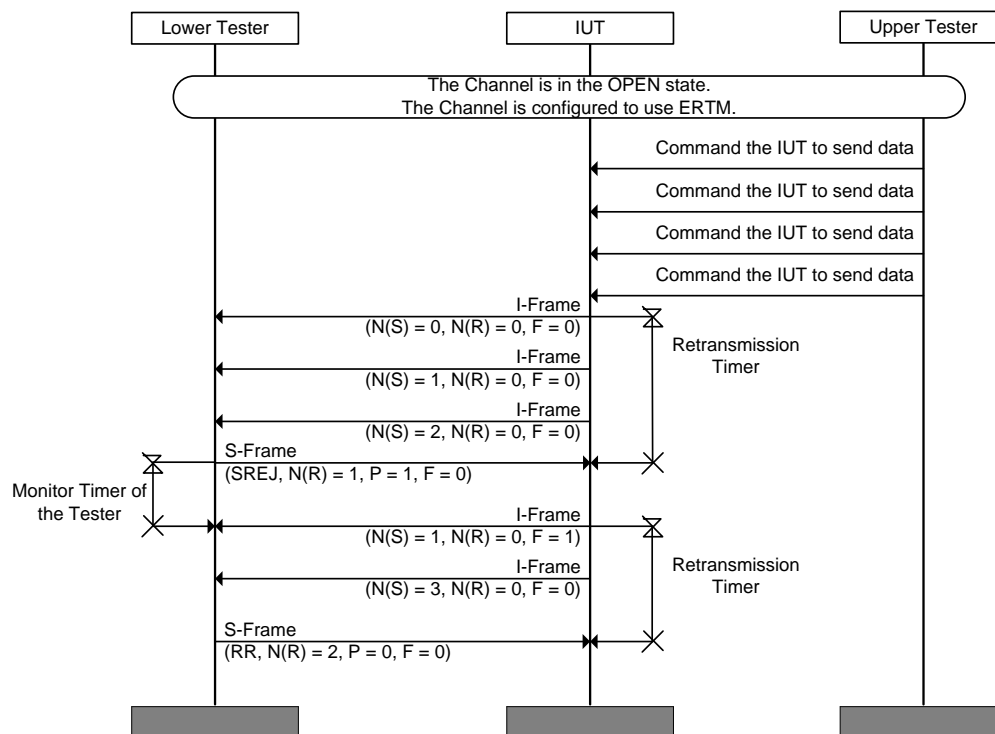 Lower Tester
IUT
Upper Tester
The Channel is in the OPEN state.
The Channel is configured to use ERTM.
Command the IUT to send data
Command the IUT to send data
Command the IUT to send data
Command the IUT to send data
I-Frame
(N(S) = 0, N(R) = 0, F = 0)
Retransmission
Timer
I-Frame
(N(S) = 1, N(R) = 0, F = 0)
I-Frame
(N(S) = 2, N(R) = 0, F = 0)
S-Frame
(SREJ, N(R) = 1, P = 1, F = 0)
Monitor Timer of
the Tester
I-Frame
(N(S) = 1, N(R) = 0, F = 1)
Retransmission
Timer
I-Frame
(N(S) = 3, N(R) = 0, F = 0)
S-Frame
(RR, N(R) = 2, P = 0, F = 0)